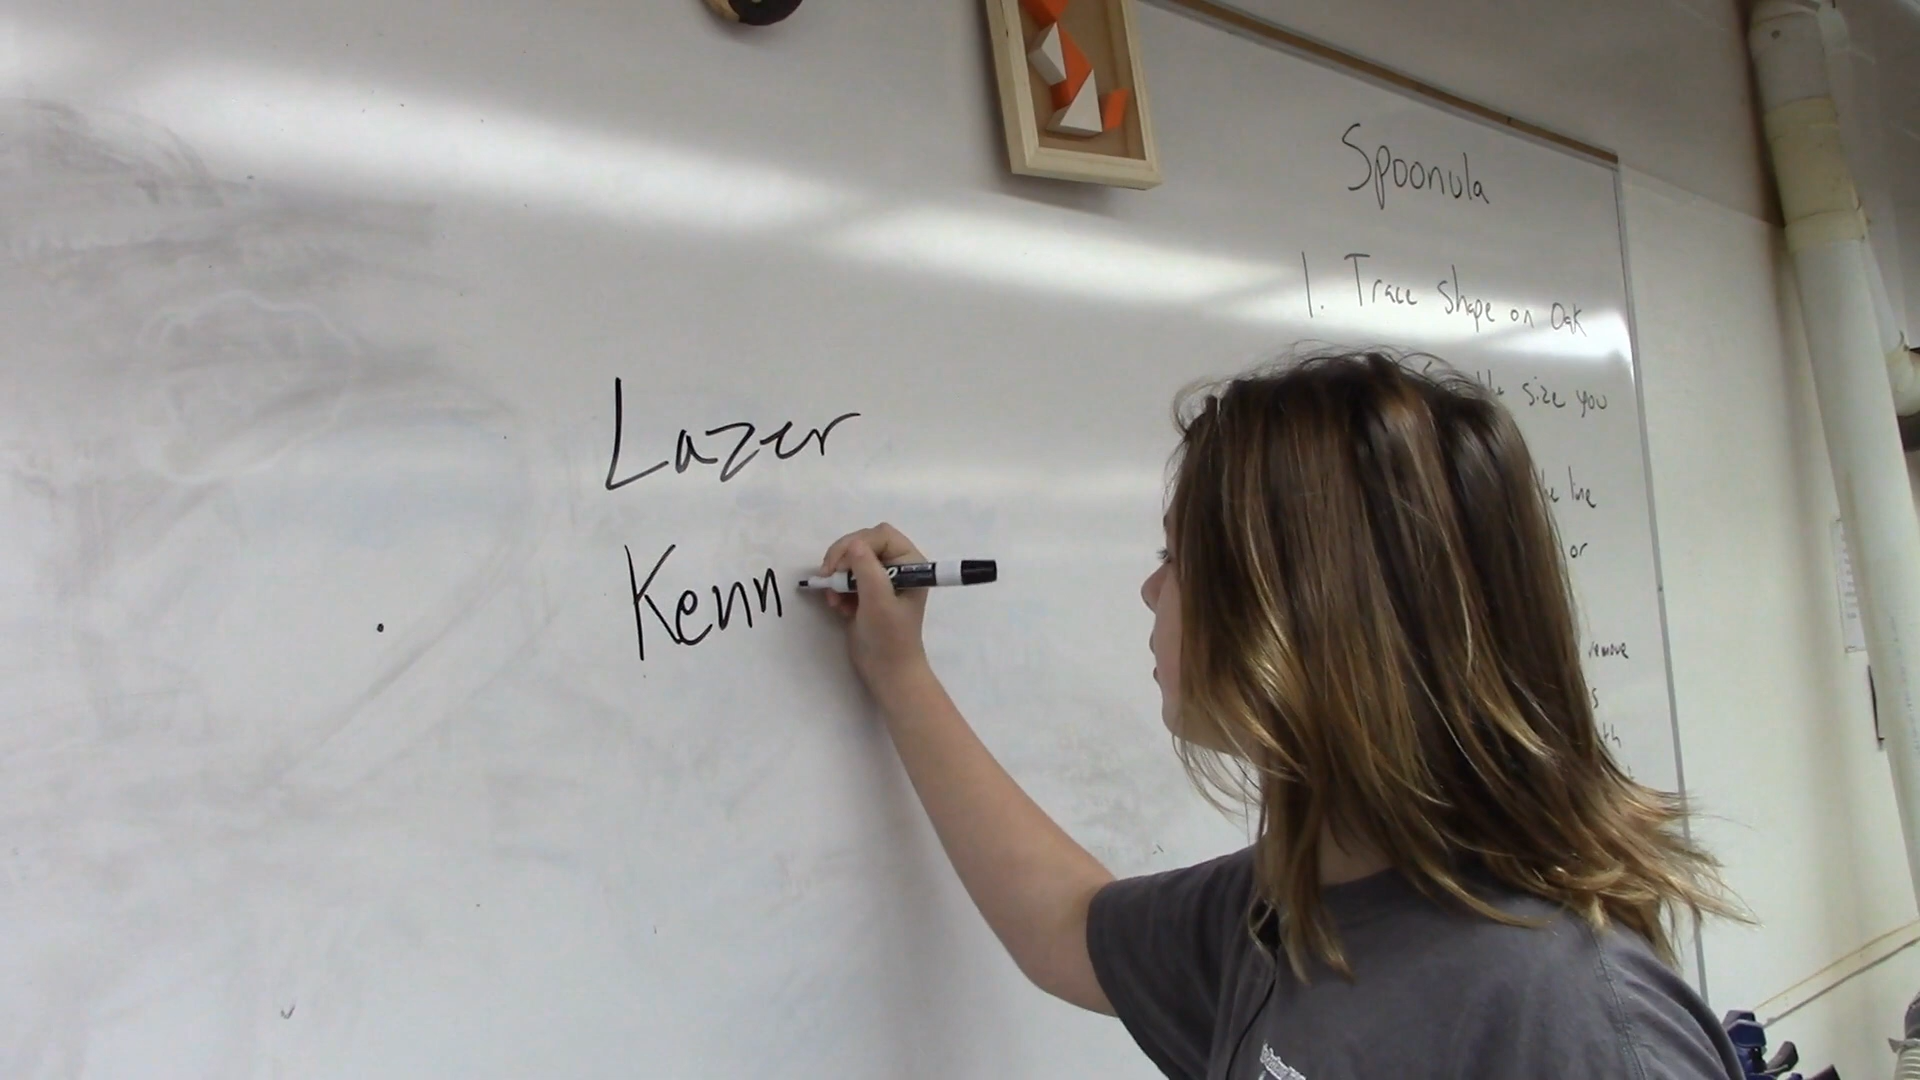 Lazer
Kenn
Spoonula
1. Trace Shape on Oak
size you
line
or
remove